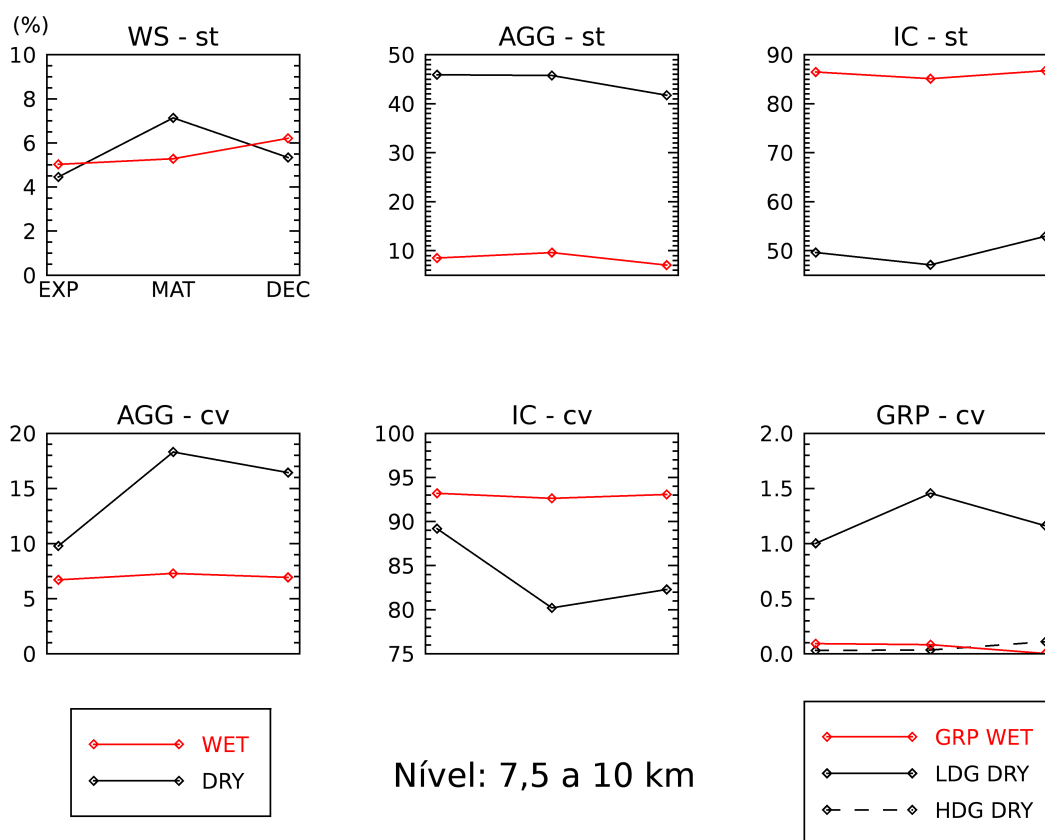 (%)
WS - st
AGG - st
IC - st
10
8
6
4
2
0
EXP
MAT
DEC
50
40
30
20
10
90
80
70
60
50
AGG - cv
IC - cv
GRP - cv
20
15
10
5
0
100
95
90
85
80
75
2.0
1.5
1.0
0.5
0.0
WET
DRY
Nível: 7,5 a 10 km
GRP WET
LDG DRY
HDG DRY